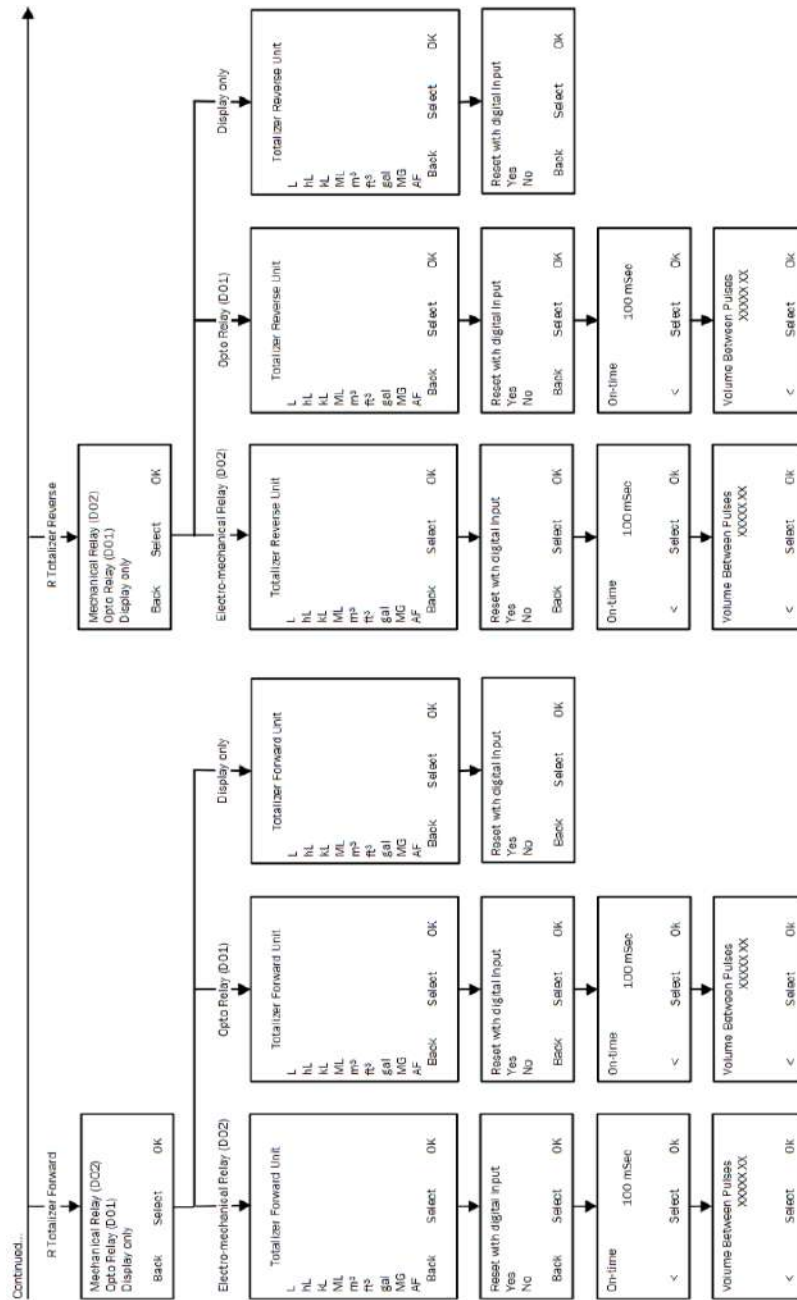 Continued...
R Totalizer Forward
Mechanical Relay (D02)
Opto Relay (D01)
Display only
Back Select OK
Electro-mechanical Relay (D02)
Totalizer Forward Unit
L
hL
kL
ML
m³
ft³
gal
MG
AF
Back Select OK
Reset with digital Input
Yes
No
Back Select OK
On-time
100 mSec
< Select Ok
Volume Between Pulses
XXXXX.XX
< Select Ok
Opto Relay (D01)
Totalizer Forward Unit
L
hL
kL
ML
m³
ft³
gal
MG
AF
Back Select OK
Reset with digital Input
Yes
No
Back Select OK
On-time
100 mSec
< Select Ok
Volume Between Pulses
XXXXX.XX
< Select Ok
Display only
Totalizer Forward Unit
L
hL
kL
ML
m³
ft³
gal
MG
AF
Back Select OK
Reset with digital Input
Yes
No
Back Select OK
R Totalizer Reverse
Mechanical Relay (D02)
Opto Relay (D01)
Display only
Back Select OK
Electro-mechanical Relay (D02)
Totalizer Reverse Unit
L
hL
kL
ML
m³
ft³
gal
MG
AF
Back Select OK
Reset with digital Input
Yes
No
Back Select OK
On-time
100 mSec
< Select Ok
Volume Between Pulses
XXXXX.XX
< Select Ok
Opto Relay (D01)
Totalizer Reverse Unit
L
hL
kL
ML
m³
ft³
gal
MG
AF
Back Select OK
Reset with digital Input
Yes
No
Back Select OK
On-time
100 mSec
< Select Ok
Volume Between Pulses
XXXXX.XX
< Select Ok
Display only
Totalizer Reverse Unit
L
hL
kL
ML
m³
ft³
gal
MG
AF
Back Select OK
Reset with digital Input
Yes
No
Back Select OK